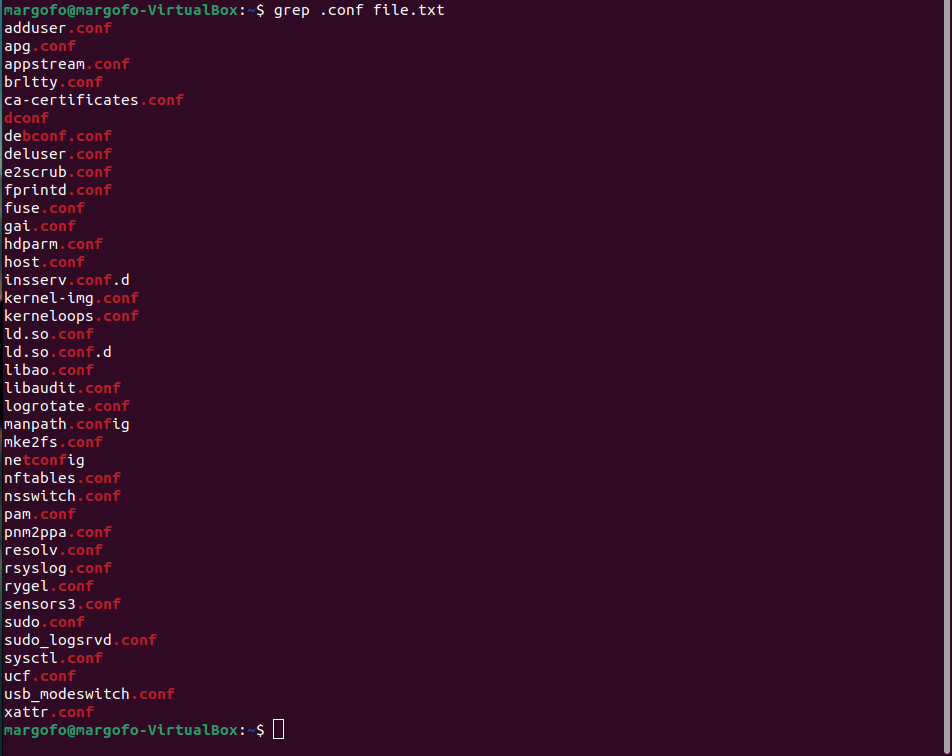 margofo@margofo-VirtualBox:~$ grep .conf file.txt
adduser.conf
apg.conf
appstream.conf
brltty.conf
ca-certificates.conf
dconf
debconf.conf
deluser.conf
e2scrub.conf
fprintd.conf
fuse.conf
gai.conf
hdparm.conf
host.conf
insserv.conf.d
kernel-img.conf
kerneloops.conf
ld.so.conf
ld.so.conf.d
libao.conf
libaudit.conf
logrotate.conf
manpath.config
mke2fs.conf
netconfig
nftables.conf
nsswitch.conf
pam.conf
pnm2ppa.conf
resolv.conf
rsyslog.conf
rygel.conf
sensors3.conf
sudo.conf
sudo_logsrvd.conf
sysctl.conf
ucf.conf
usb_modeswitch.conf
xattr.conf
margofo@margofo-VirtualBox:~$